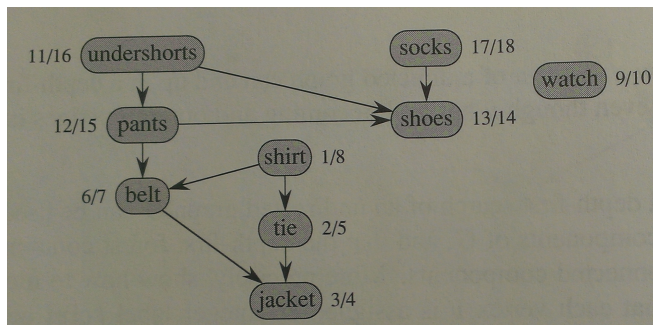 11/16 undershorts socks 17/18
watch 9/10
12/15 pants shoes 13/14
shirt 1/8
6/7 belt
tie 2/5
jacket 3/4